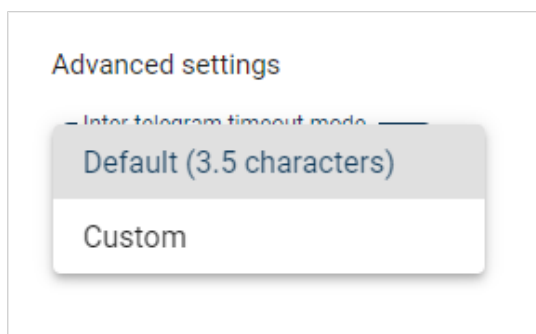 Advanced settings
Inter telegram timeout mode
Default (3.5 characters)
Custom